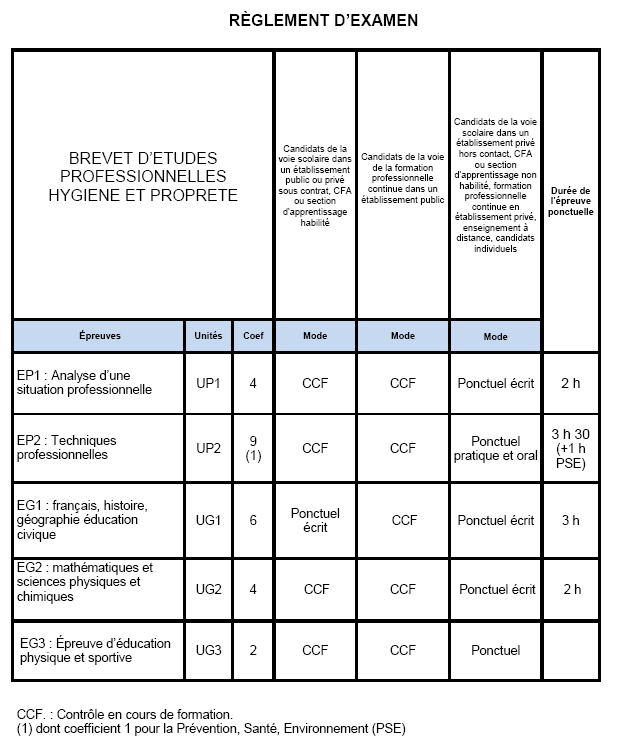 RÈGLEMENT D'EXAMEN
BREVET D'ETUDES
PROFESSIONNELLES
HYGIENE ET PROPRETE
Candidats de la
voie scolaire dans
un établissement
public ou privé
sous contrat, CFA
ou section
d'apprentissage
habilité
Candidats de la voie
de la formation
professionnelle
continue dans un
établissement public
Candidats de la voie
scolaire dans un
établissement privé
hors contact, CFA
ou section
d'apprentissage non
habilité, formation
professionnelle
continue en
établissement privé,
enseignement à
distance, candidats
individuels
Durée de
l'épreuve
ponctuelle
Épreuves Unités Coef Mode Mode Mode
EP1 : Analyse d'une
situation professionnelle
UP1 4 CCF CCF Ponctuel écrit 2 h
EP2 : Techniques
professionnelles
UP2
9
(1)
CCF CCF
Ponctuel
pratique et oral
3 h 30
(+1 h
PSE)
EG1 : français, histoire,
géographie éducation
civique
UG1 6
Ponctuel
écrit
CCF Ponctuel écrit 3 h
EG2 : mathématiques et
sciences physiques et
chimiques
UG2 4 CCF CCF Ponctuel écrit 2 h
EG3 : Épreuve d'éducation
physique et sportive
UG3 2 CCF CCF Ponctuel
CCF. : Contrôle en cours de formation.
(1) dont coefficient 1 pour la Prévention, Santé, Environnement (PSE)